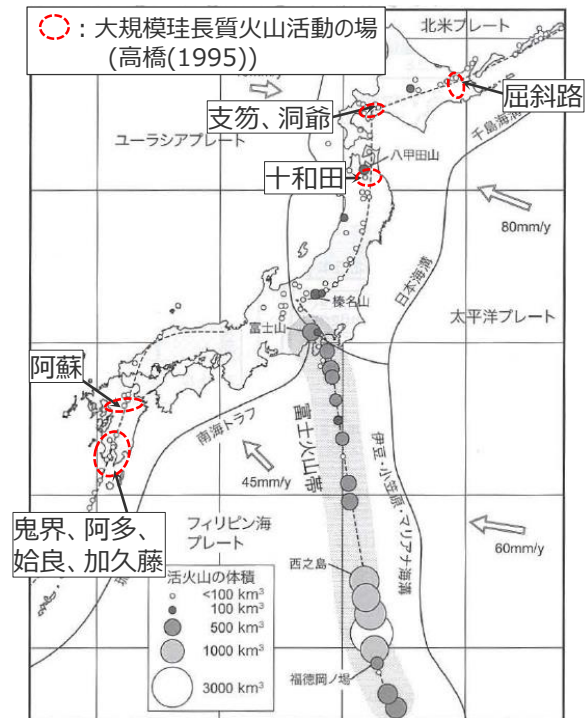 ：大規模珪長質火山活動の場
(高橋(1995))
北米プレート
屈斜路
支笏、洞爺
ユーラシアプレート
千島海溝
八甲田山
十和田
80mm/y
日本海溝
榛名山
太平洋プレート
富士山
阿蘇
南海トラフ
富士火山帯
伊豆・小笠原・マリアナ海溝
45mm/y
鬼界、阿多、
姶良、加久藤
フィリピン海
プレート
60mm/y
西之島
活火山の体積
<100 km³
100 km³
500 km³
1000 km³
3000 km³
福徳岡ノ場